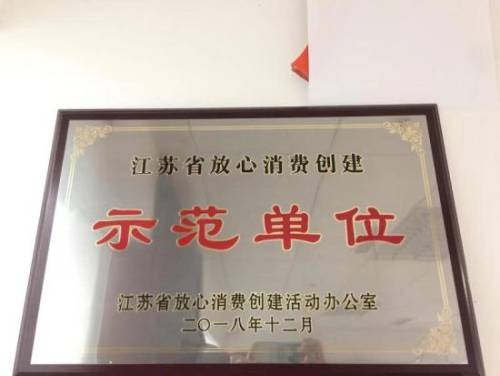 江苏省放心消费创建
示范单位
江苏省放心消费创建活动办公室
二〇一八年十二月